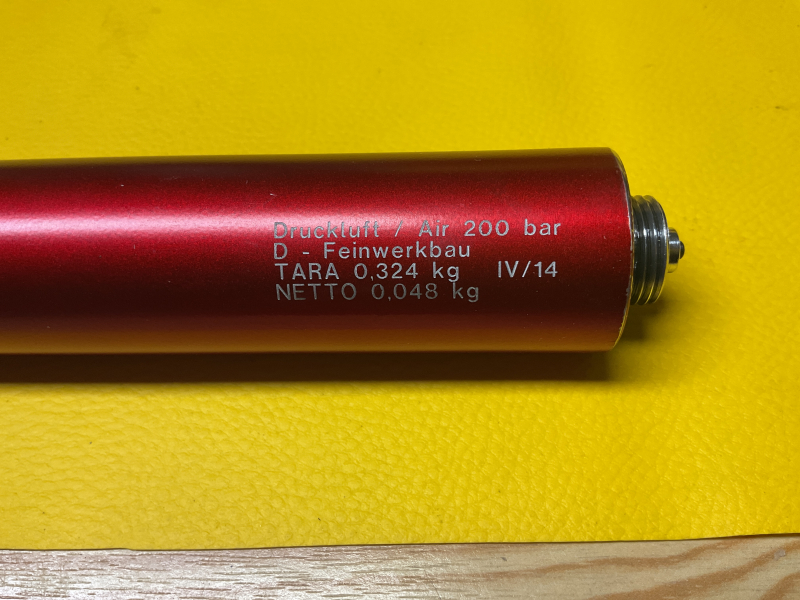 Druckluft / Air 200 bar
D - Feinwerkbau
TARA 0,324 kg IV/14
NETTO 0,048 kg